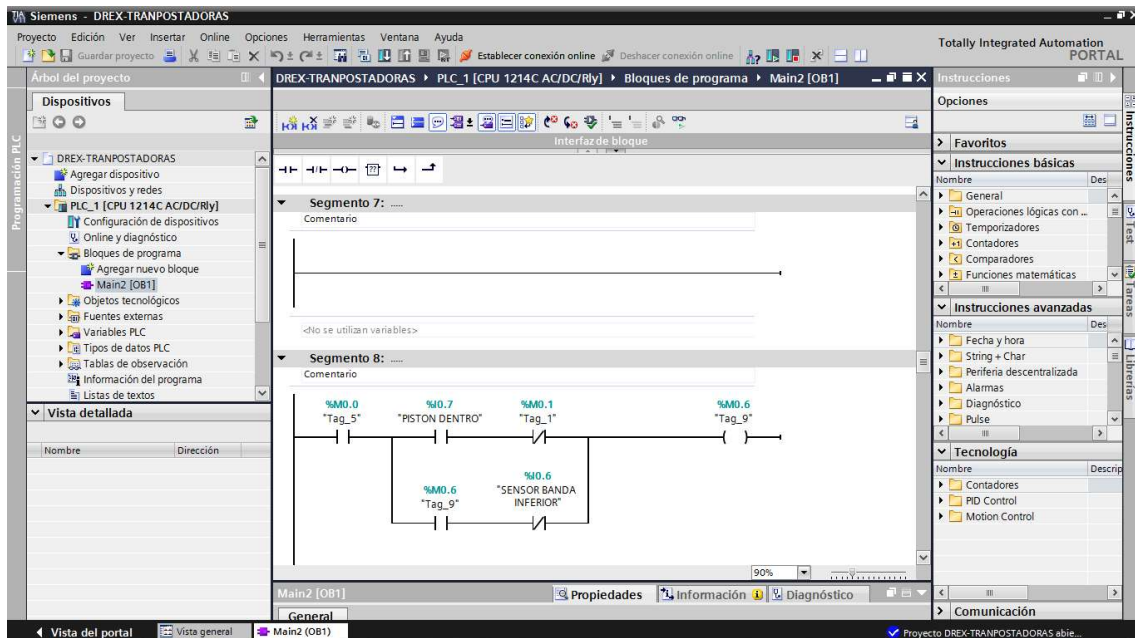 Siemens - DREX-TRANPOSTADORAS
Proyecto Edición Ver Insertar Online Opciones Herramientas Ventana Ayuda
Guardar proyecto
Establecer conexión online
Deshacer conexión online
Totally Integrated Automation
PORTAL
Árbol del proyecto
DREX-TRANPOSTADORAS PLC_1 [CPU 1214C AC/DC/Rly] Bloques de programa Main2 [OB1]
Instrucciones
Dispositivos
Opciones
Programación PLC
DREX-TRANPOSTADORAS
Agregar dispositivo
Dispositivos y redes
PLC_1 [CPU 1214C AC/DC/Rly]
Configuración de dispositivos
Online y diagnóstico
Bloques de programa
Agregar nuevo bloque
Main2 [OB1]
Objetos tecnológicos
Fuentes externas
Variables PLC
Tipos de datos PLC
Tablas de observación
Información del programa
Listas de textos
Vista detallada
Nombre Dirección
Interfaz de bloque
Segmento 7: .....
Comentario
<No se utilizan variables>
Segmento 8: .....
Comentario
%M0.0 %I0.7 %M0.1 %M0.6
"Tag_5" "PISTON DENTRO" "Tag_1" "Tag_9"
%M0.6
"Tag_9"
%I0.6
"SENSOR BANDA
INFERIOR"
90%
Main2 [OB1]
Propiedades Información Diagnóstico
General
Favoritos
Instrucciones básicas
Nombre Des
General
Operaciones lógicas con ...
Temporizadores
Contadores
Comparadores
Funciones matemáticas
Instrucciones avanzadas
Nombre Des
Fecha y hora
String + Char
Periferia descentralizada
Alarmas
Diagnóstico
Pulse
Tecnología
Nombre Descrip
Contadores
PID Control
Motion Control
Comunicación
Instrucciones
Test
Tareas
Librerías
Vista del portal Vista general Main2 (OB1)
Proyecto DREX-TRANPOSTADORAS abie...